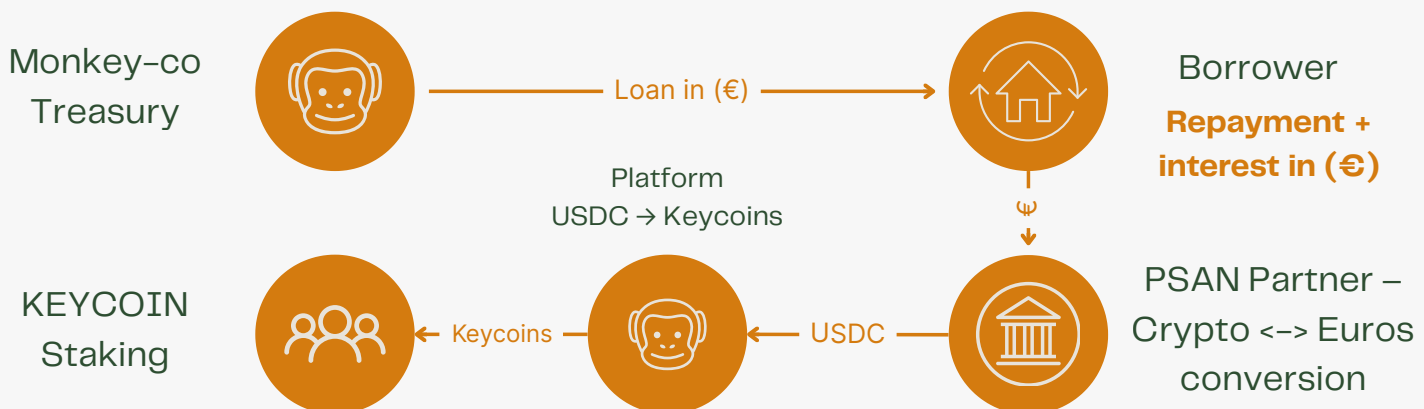 Monkey-co
Treasury
Loan in (€)
Borrower
Repayment +
interest in (€)
Platform
USDC → Keycoins
€
KEYCOIN
Staking
Keycoins
USDC
PSAN Partner –
Crypto <-> Euros
conversion